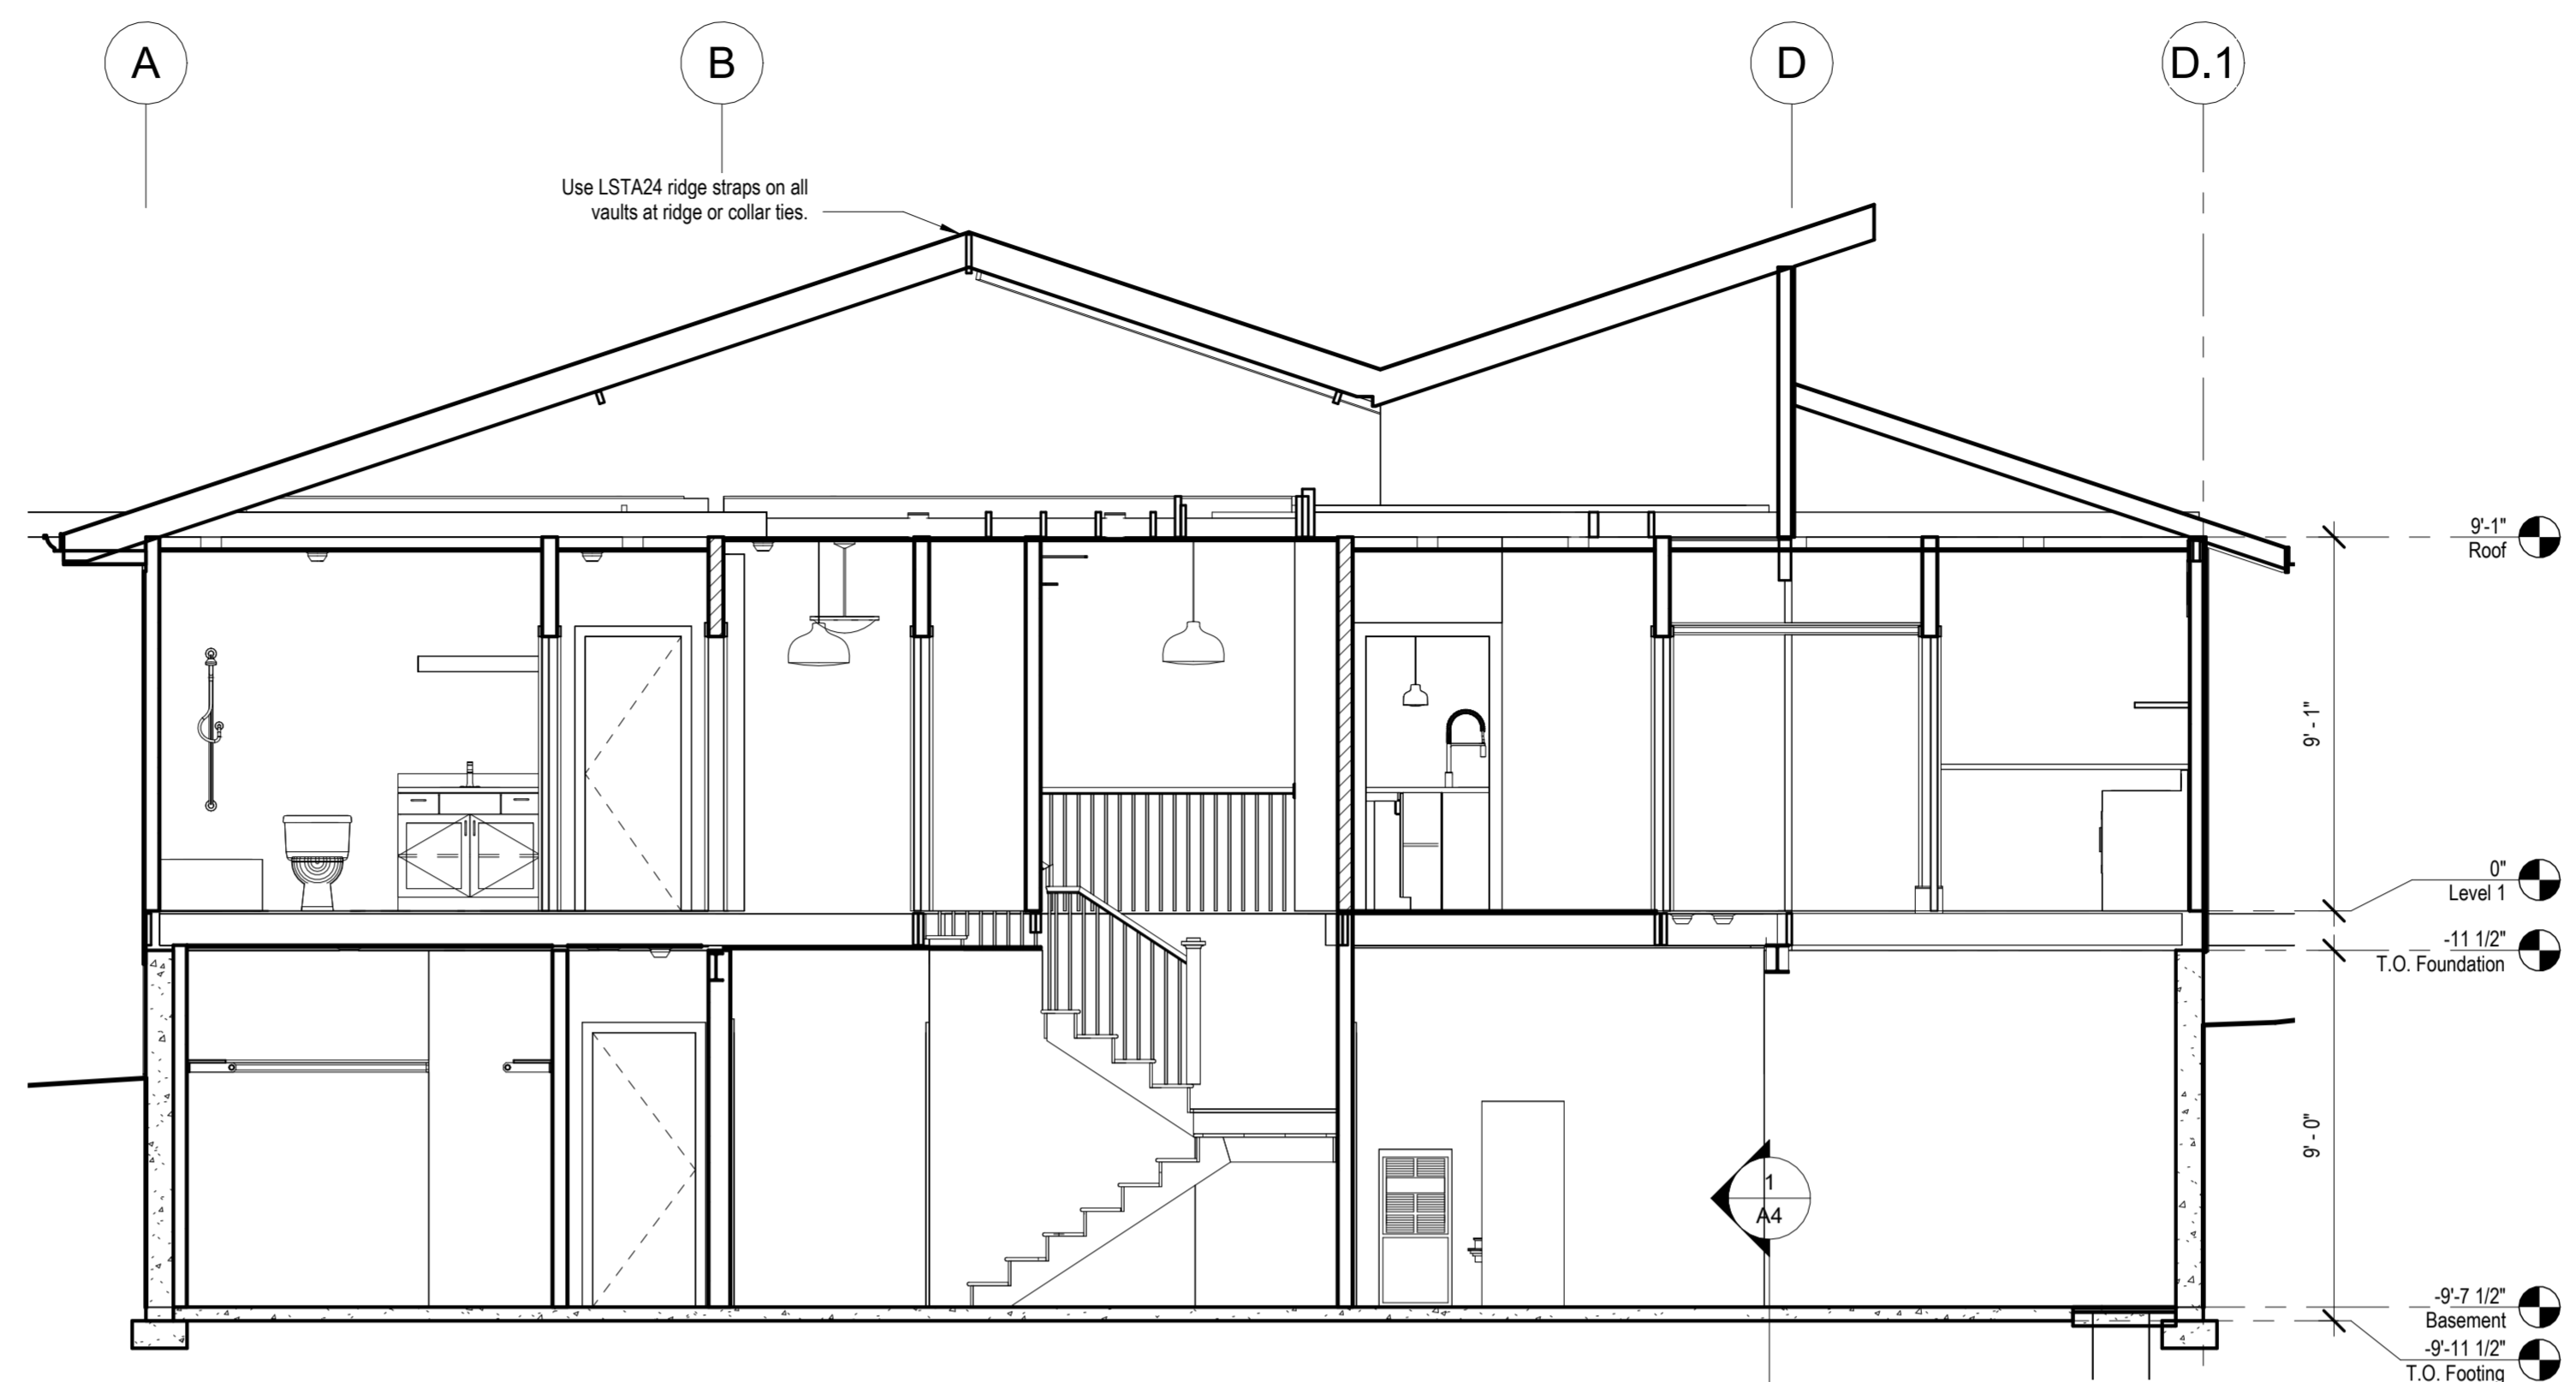 A
B
D
D.1
Use LSTA24 ridge straps on all
vaults at ridge or collar ties.
9'-1"
Roof
9' - 1"
0"
Level 1
-11 1/2"
T.O. Foundation
9' - 0"
1
A4
-9'-7 1/2"
Basement
-9'-11 1/2"
T.O. Footing